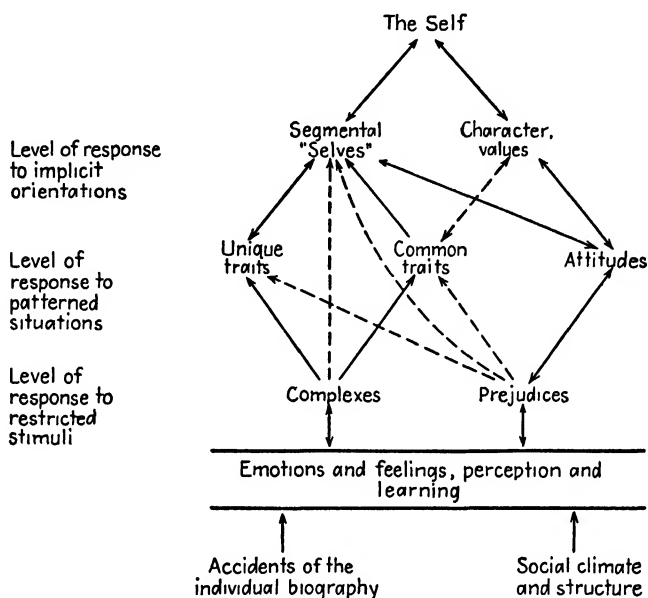 The Self
Segmental
"Selves"
Character,
values
Level of response
to implicit
orientations
Unique
traits
Common
traits
Attitudes
Level of
response to
patterned
situations
Level of
response to
restricted
stimuli
Complexes
Prejudices
Emotions and feelings, perception and
learning
Accidents of the
individual biography
Social climate
and structure